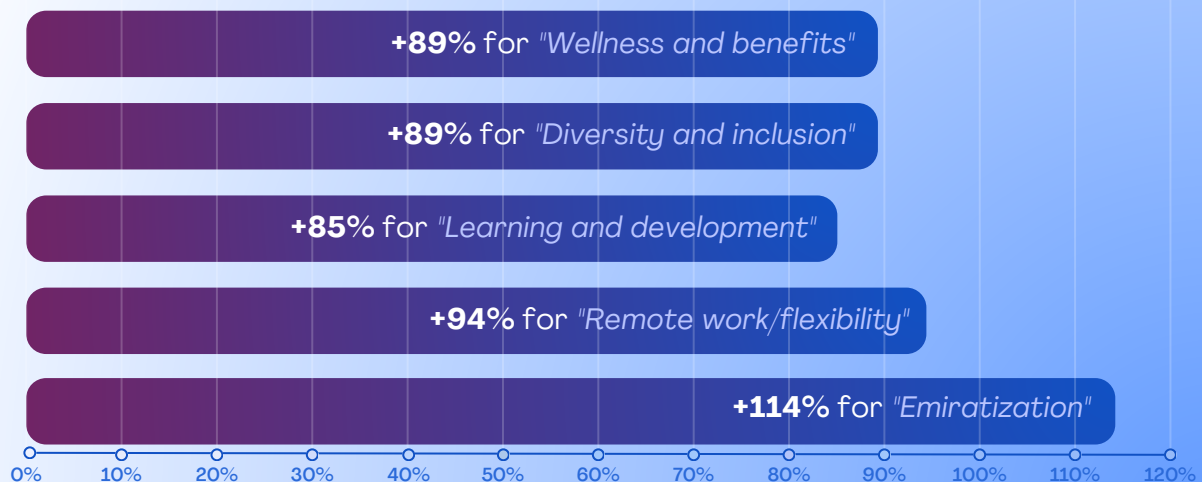 +89% for "Wellness and benefits"
+89% for "Diversity and inclusion"
+85% for "Learning and development"
+94% for "Remote work/flexibility"
+114% for "Emiratization"
0% 10% 20% 30% 40% 50% 60% 70% 80% 90% 100% 110% 120%